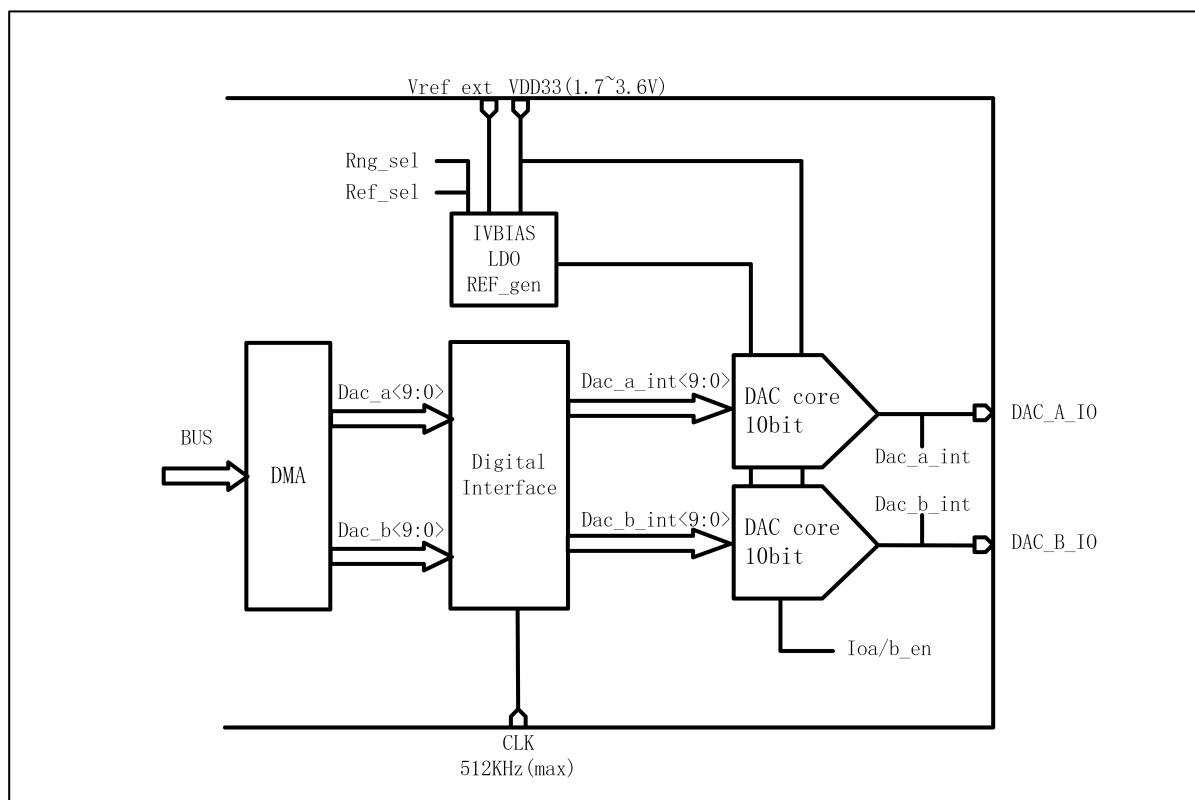 Vref ext VDD33(1.7~3.6V)
Rng_sel
Ref_sel
IVBIAS
LDO
REF_gen
Dac_a<9:0>
Dac_a_int<9:0>
DAC core
10bit
DAC_A_IO
Dac_a_int
BUS
DMA
Digital
Interface
Dac_b<9:0>
Dac_b_int<9:0>
DAC core
10bit
Dac_b_int
DAC_B_IO
Ioa/b_en
CLK
512KHz(max)